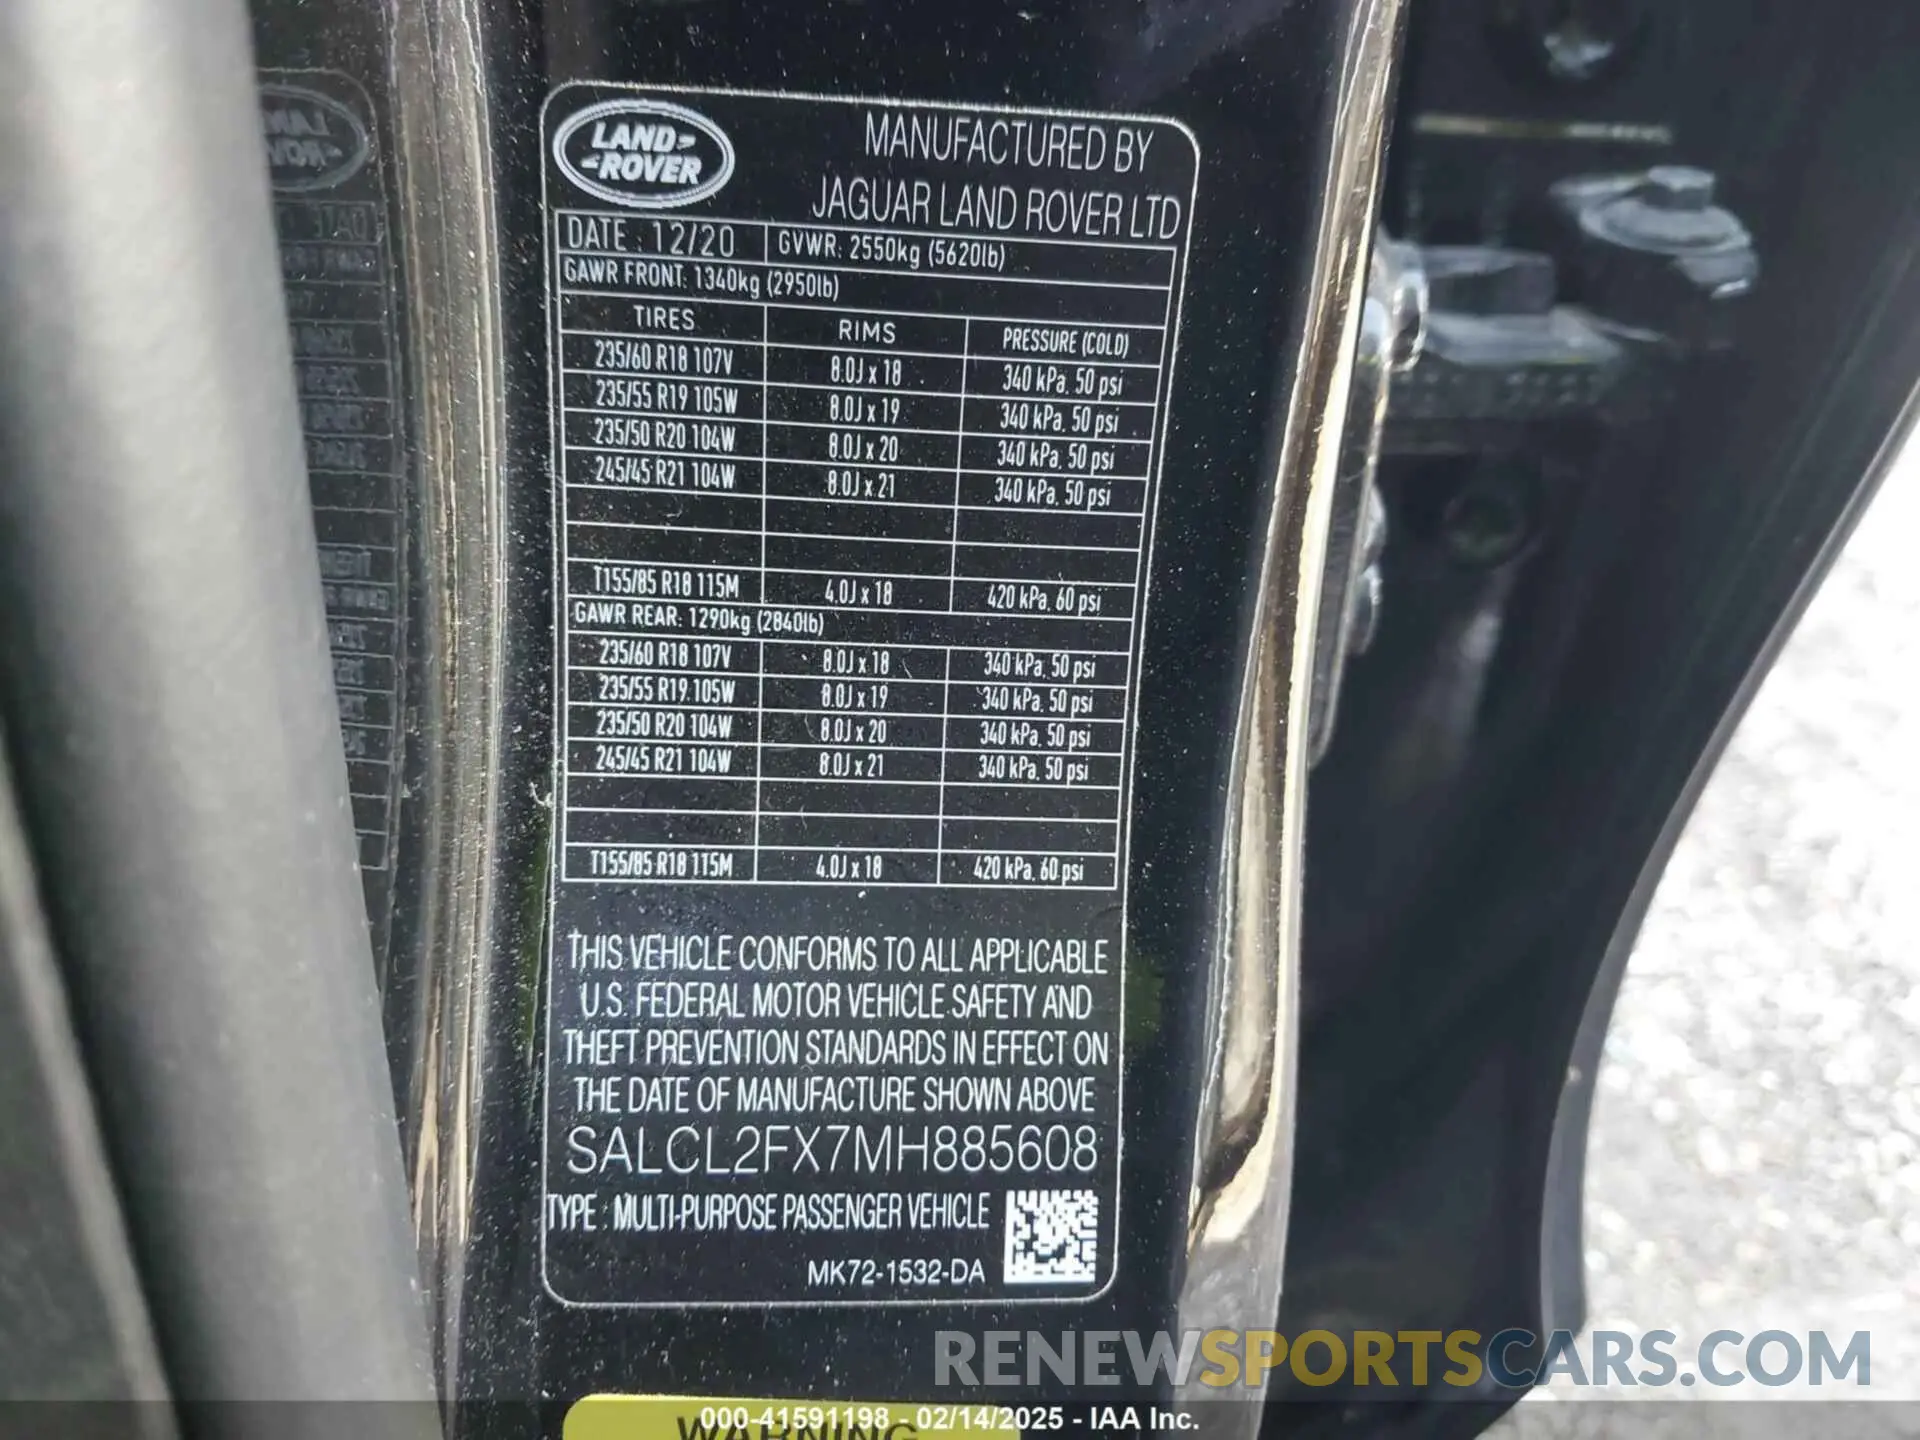 LAND
ROVER
MANUFACTURED BY
JAGUAR LAND ROVER LTD
DATE : 12/20 GVWR: 2550kg (5620lb)
GAWR FRONT: 1340kg (2950lb)
TIRES RIMS PRESSURE (COLD)
235/60 R18 107V 8.0J x 18 340 kPa, 50 psi
235/55 R19 105W 8.0J x 19 340 kPa, 50 psi
235/50 R20 104W 8.0J x 20 340 kPa, 50 psi
245/45 R21 104W 8.0J x 21 340 kPa, 50 psi
T155/85 R18 115M 4.0J x 18 420 kPa, 60 psi
GAWR REAR: 1290kg (2840lb)
235/60 R18 107V 8.0J x 18 340 kPa, 50 psi
235/55 R19 105W 8.0J x 19 340 kPa, 50 psi
235/50 R20 104W 8.0J x 20 340 kPa, 50 psi
245/45 R21 104W 8.0J x 21 340 kPa, 50 psi
T155/85 R18 115M 4.0J x 18 420 kPa, 60 psi
THIS VEHICLE CONFORMS TO ALL APPLICABLE
U.S. FEDERAL MOTOR VEHICLE SAFETY AND
THEFT PREVENTION STANDARDS IN EFFECT ON
THE DATE OF MANUFACTURE SHOWN ABOVE
SALCL2FX7MH885608
TYPE : MULTI-PURPOSE PASSENGER VEHICLE
MK72-1532-DA
RENEWSPORTSCARS.COM
WARNING
000-41591198 - 02/14/2025 - IAA Inc.